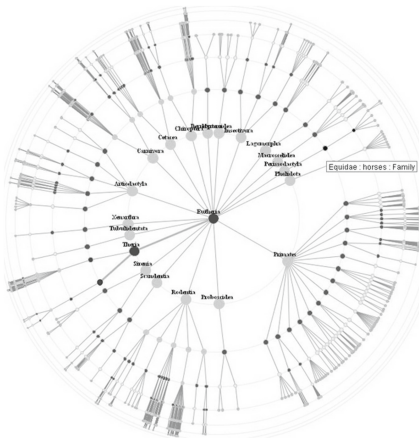 Insectivora
Chiroptera
Cetacea
Carnivora
Lagomorpha
Macroscelidea
Perissodactyla
Pholidota
Equidae : horses : Family
Artiodactyla
Eutheria
Xenarthra
Tubulidentata
Theria
Primates
Sirenia
Scandentia
Rodentia
Proboscidea